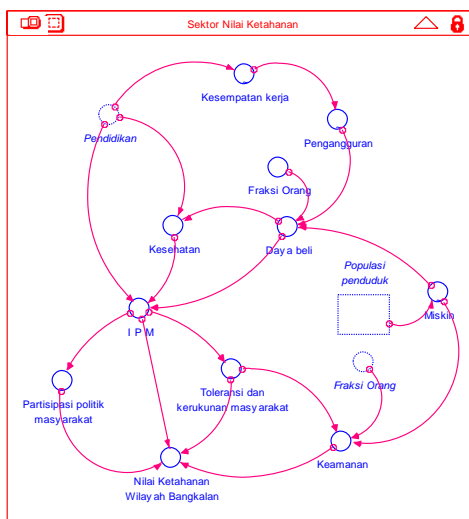 Sektor Nilai Ketahanan
Kesempatan kerja
Pendidikan
Pengangguran
Fraksi Orang
Kesehatan
Daya beli
Populasi
penduduk
Miskin
I P M
Fraksi Orang
Partisipasi politik
masyarakat
Toleransi dan
kerukunan masyarakat
Keamanan
Nilai Ketahanan
Wilayah Bangkalan